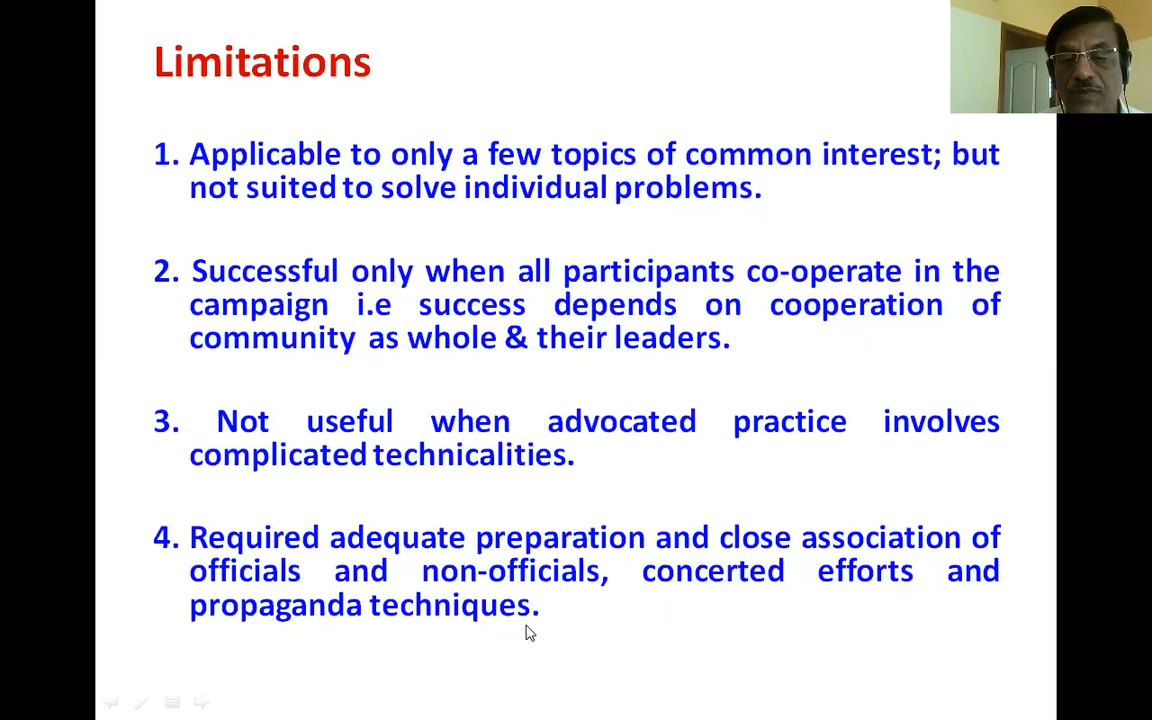 Limitations
1. Applicable to only a few topics of common interest; but
not suited to solve individual problems.
2. Successful only when all participants co-operate in the
campaign i.e success depends on cooperation of
community as whole & their leaders.
3. Not useful when advocated practice involves
complicated technicalities.
4. Required adequate preparation and close association of
officials and non-officials, concerted efforts and
propaganda techniques.